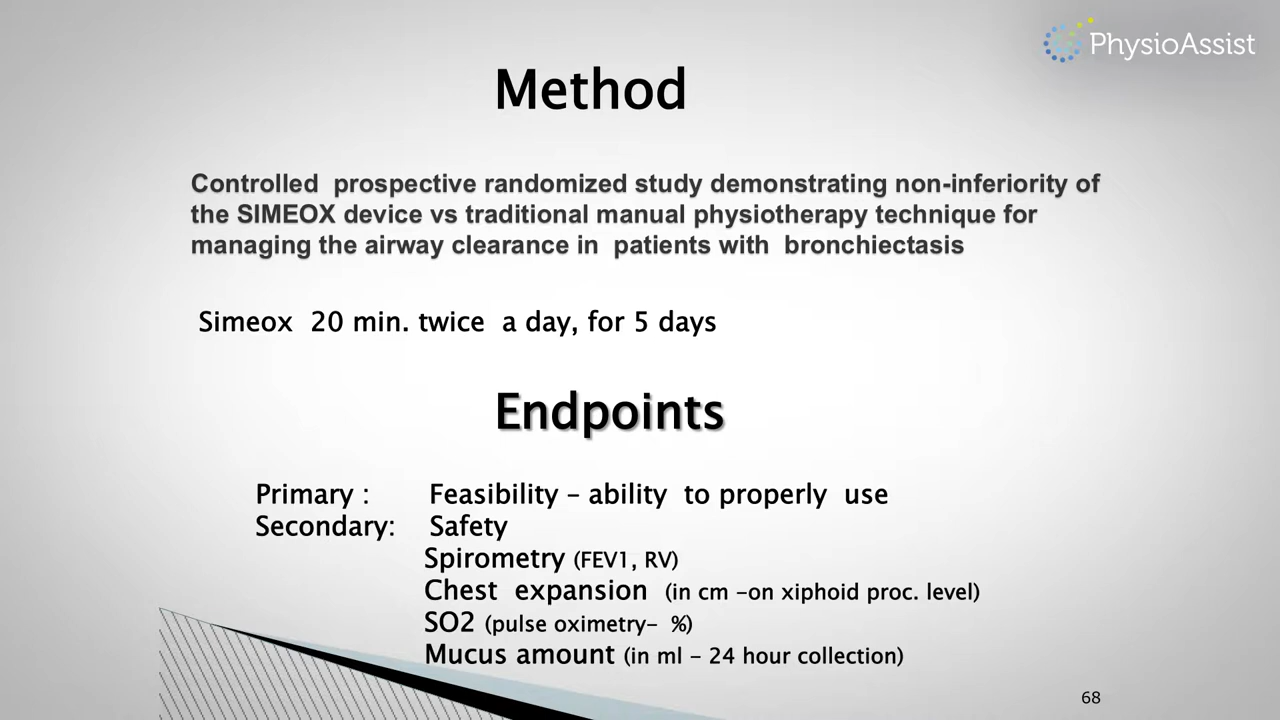 PhysioAssist
Method
Controlled prospective randomized study demonstrating non-inferiority of
the SIMEOX device vs traditional manual physiotherapy technique for
managing the airway clearance in patients with bronchiectasis
Simeox 20 min. twice a day, for 5 days
Endpoints
Primary : Feasibility – ability to properly use
Secondary: Safety
Spirometry (FEV1, RV)
Chest expansion (in cm –on xiphoid proc. level)
SO2 (pulse oximetry– %)
Mucus amount (in ml – 24 hour collection)
68